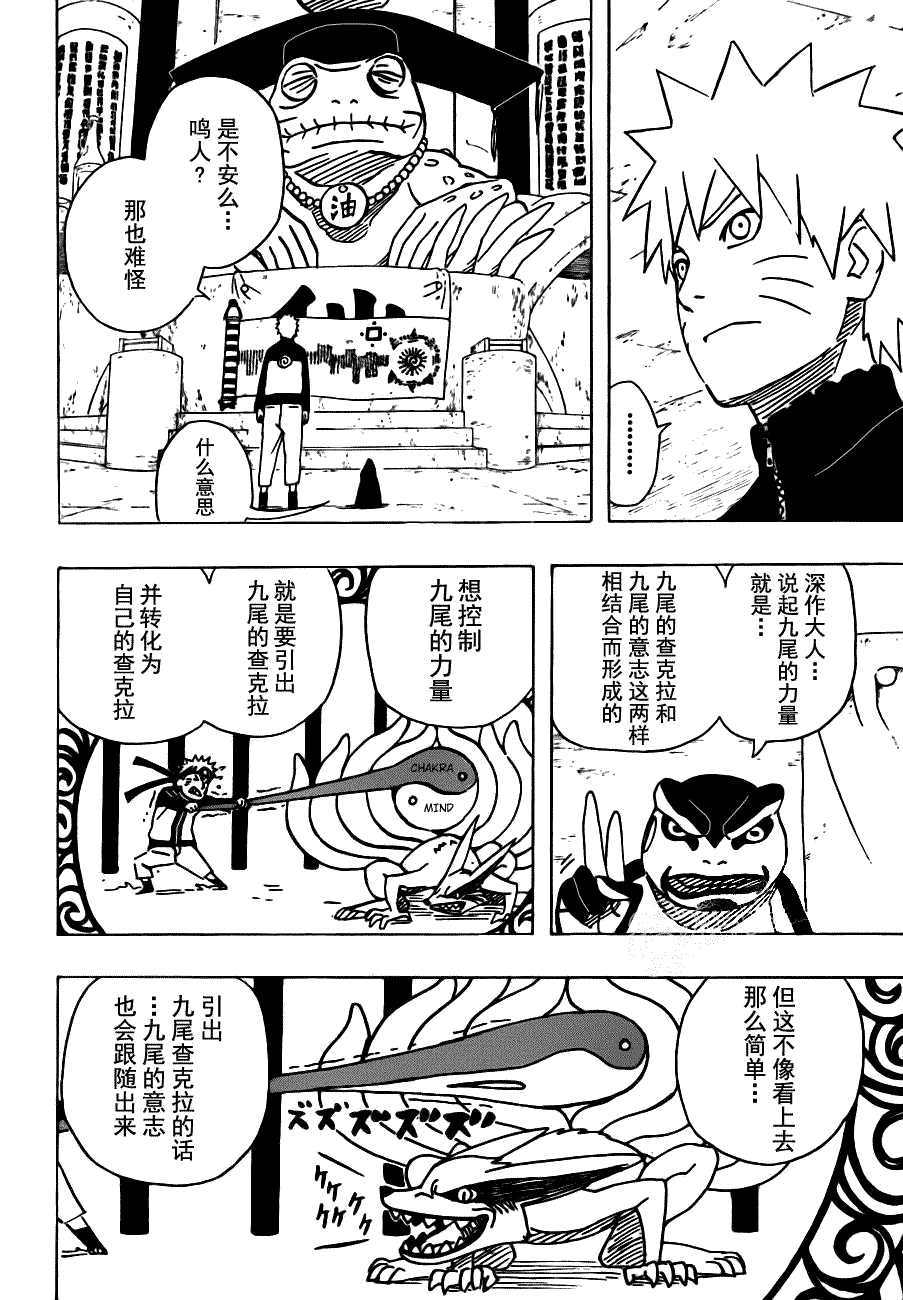 ………
是不安么…
鸣人？
那也难怪
油
什么意思
深作大人…
说起九尾的力量
就是…
九尾的查克拉和
九尾的意志这两样
相结合而形成的
想控制
九尾的力量
就是要引出
九尾的查克拉
并转化为
自己的查克拉
CHAKRA
MIND
但这不像看上去
那么简单…
引出
九尾查克拉的话
…九尾的意志
也会跟随出来
ズズズズズ
ケケケ
ケケケ